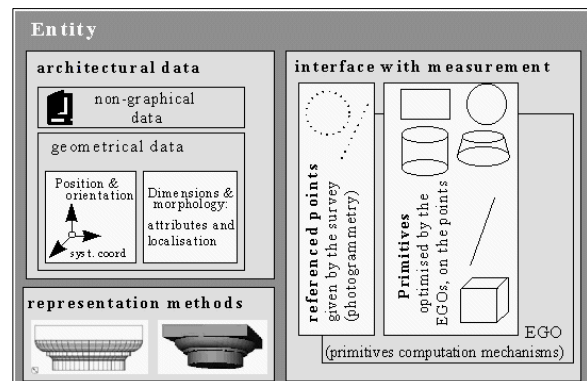 Entity
architectural data
non-graphical
data
geometrical data
Position &
orientation
syst. coord
Dimensions &
morphology:
attributes and
localisation
representation methods
interface with measurement
referenced points
given by the survey
(photogrammetry)
Primitives
optimised by the
EGOs, on the points
EGO
(primitives computation mechanisms)